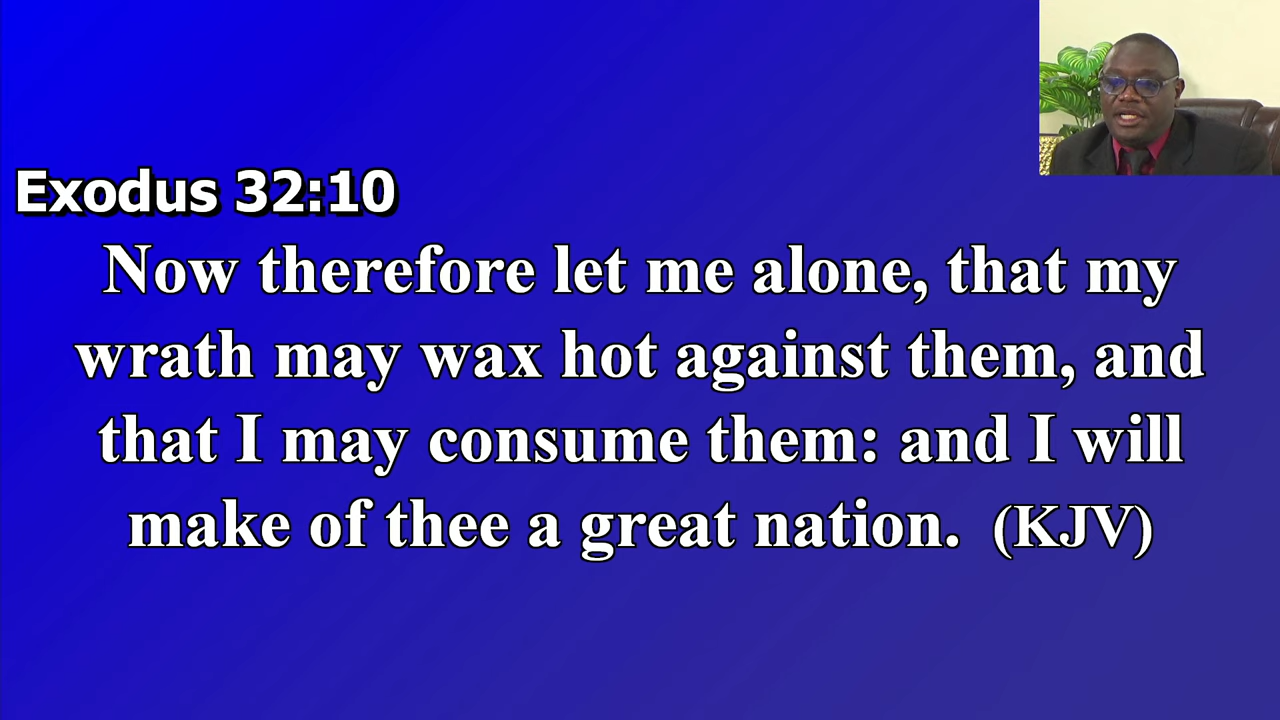 Exodus 32:10
Now therefore let me alone, that my
wrath may wax hot against them, and
that I may consume them: and I will
make of thee a great nation. (KJV)